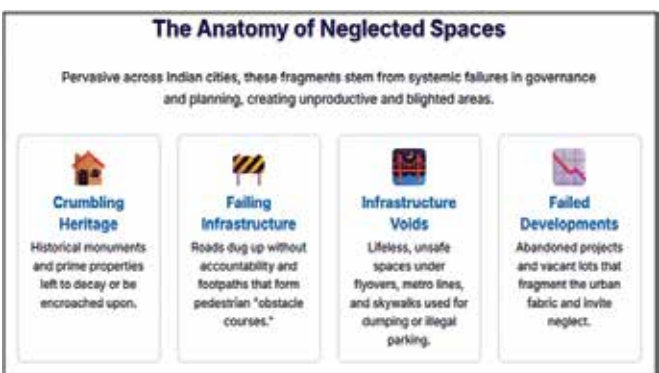 The Anatomy of Neglected Spaces
Pervasive across Indian cities, these fragments stem from systemic failures in governance
and planning, creating unproductive and blighted areas.
Crumbling
Heritage
Historical monuments
and prime properties
left to decay or be
encroached upon.
Failing
Infrastructure
Roads dug up without
accountability and
footpaths that form
pedestrian "obstacle
courses."
Infrastructure
Voids
Lifeless, unsafe
spaces under
flyovers, metro lines,
and skywalks used for
dumping or illegal
parking.
Failed
Developments
Abandoned projects
and vacant lots that
fragment the urban
fabric and invite
neglect.